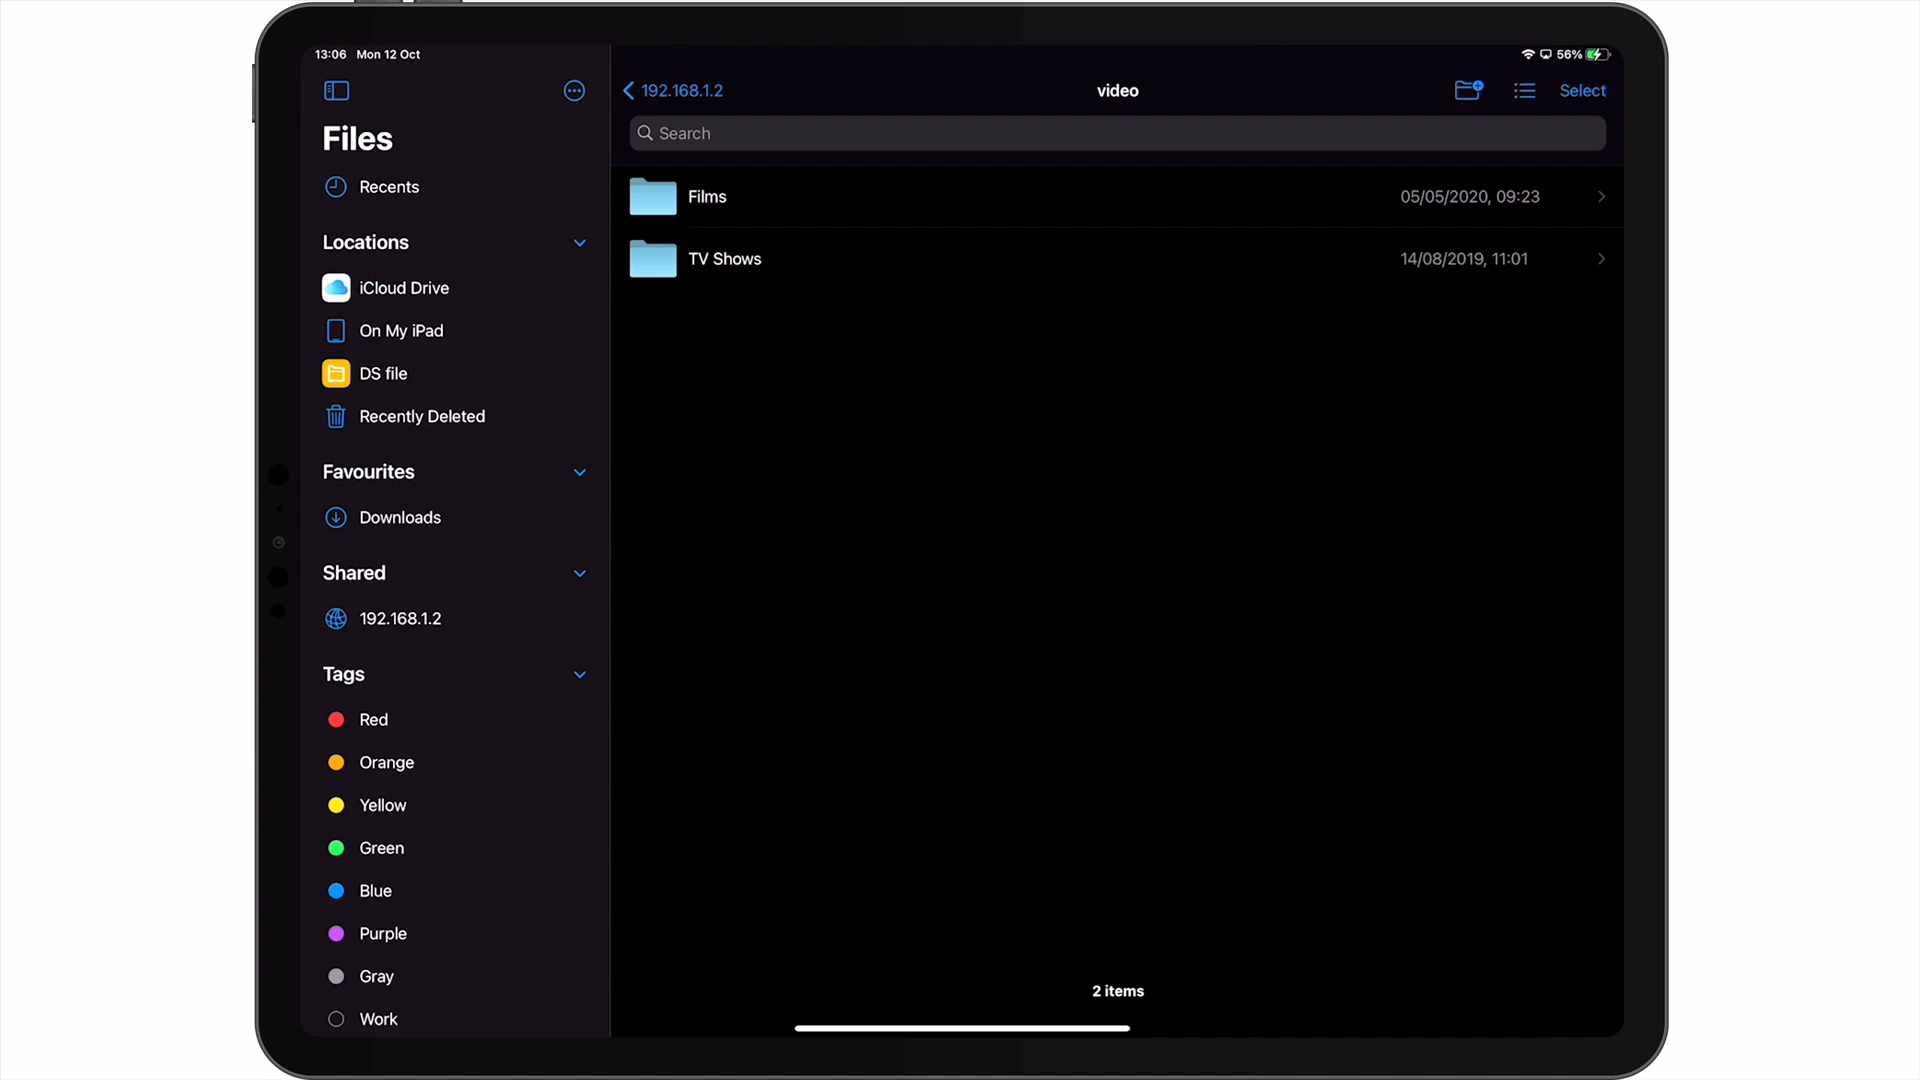 13:06 Mon 12 Oct
56%
Files
Recents
Locations
iCloud Drive
On My iPad
DS file
Recently Deleted
Favourites
Downloads
Shared
192.168.1.2
Tags
Red
Orange
Yellow
Green
Blue
Purple
Gray
Work
192.168.1.2
video
Select
Search
Films 05/05/2020, 09:23
TV Shows 14/08/2019, 11:01
2 items